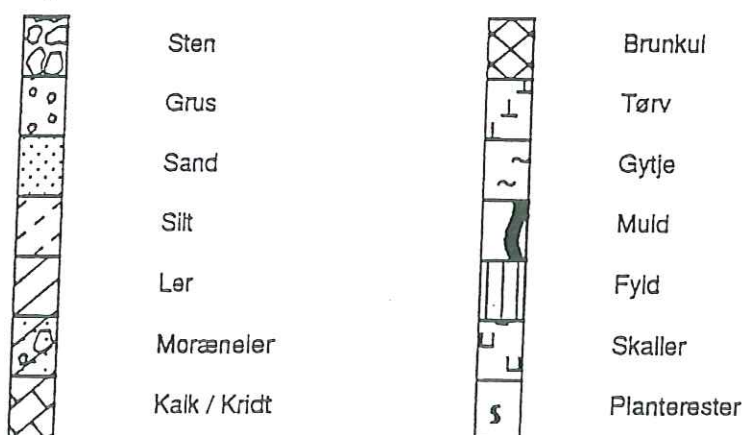 Sten
Grus
Sand
Silt
Ler
Moræneler
Kalk / Kridt
Brunkul
Tørv
Gytje
Muld
Fyld
Skaller
Planterester